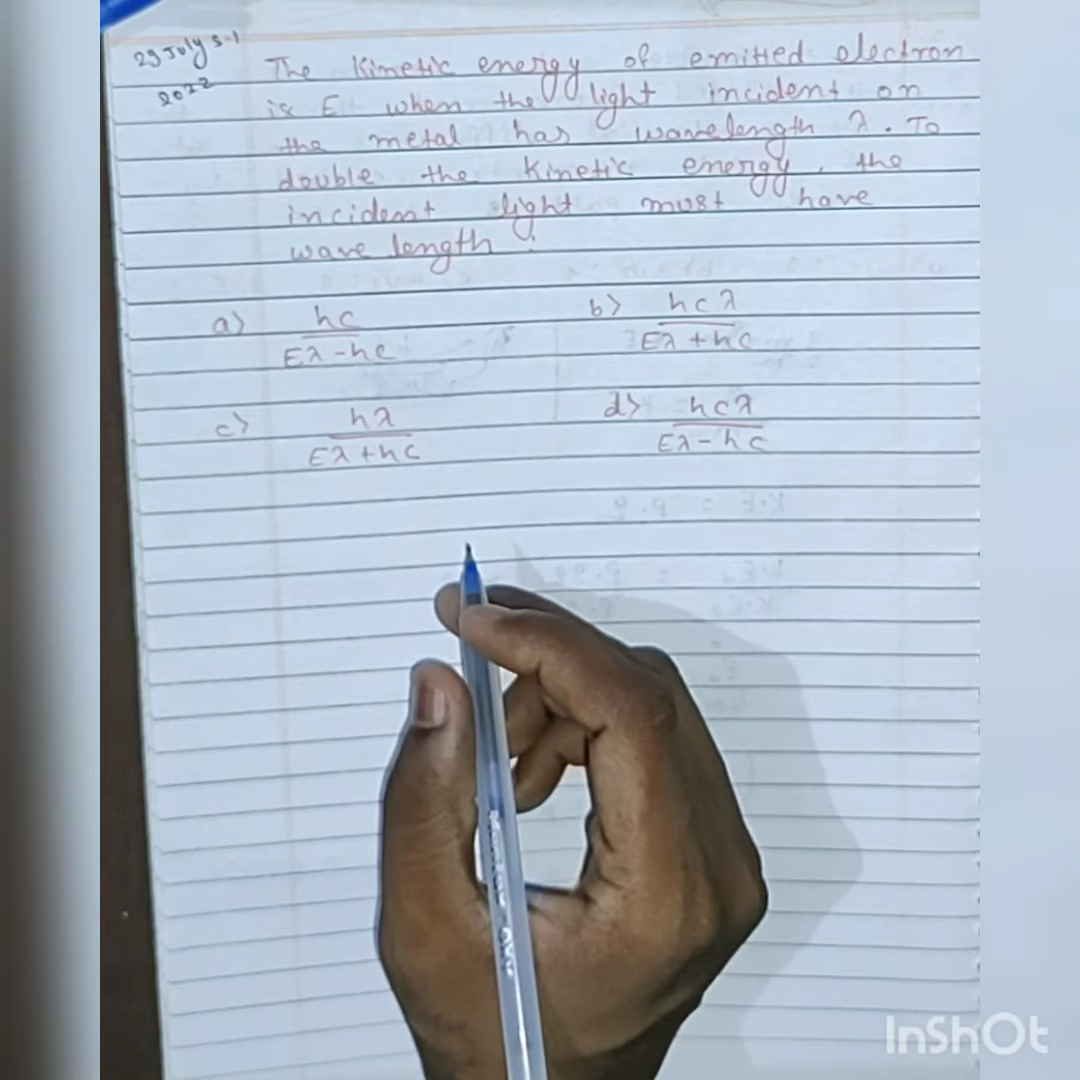 29 July S-1
2022
The Kinetic energy of emitted electron
is E when the light incident on
the metal has wavelength λ. To
double the Kinetic energy, the
incident light must have
wave length :
a> hc / Eλ - hc
b> hcλ / Eλ + hc
c> hλ / Eλ + hc
d> hcλ / Eλ - hc
InShOt